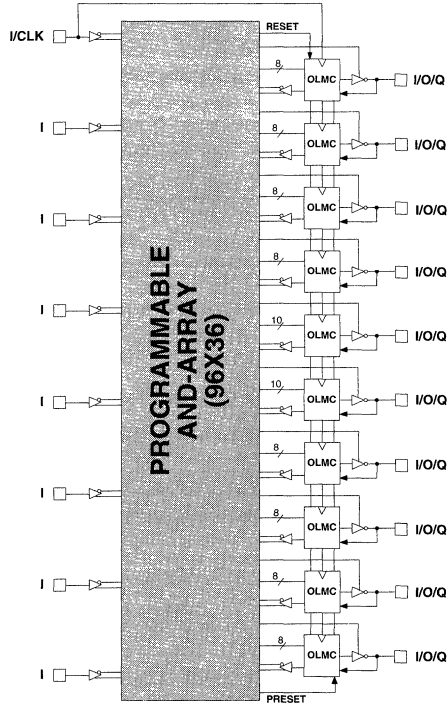 RESET
I/CLK
8
OLMC
I/O/Q
I
8
OLMC
I/O/Q
8
OLMC
I/O/Q
I
8
OLMC
I/O/Q
PROGRAMMABLE
AND-ARRAY
(96X36)
I
10
OLMC
I/O/Q
10
OLMC
I/O/Q
I
8
OLMC
I/O/Q
I
8
OLMC
I/O/Q
I
8
OLMC
I/O/Q
8
OLMC
I/O/Q
I
PRESET